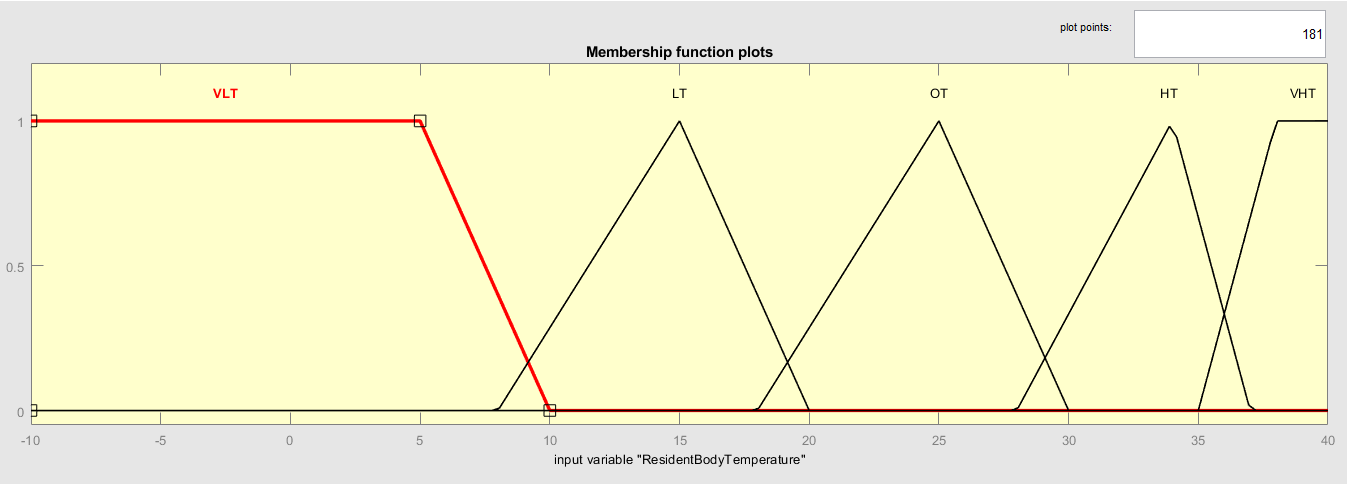 plot points: 181
Membership function plots
VLT LT OT HT VHT
1
0.5
0
-10 -5 0 5 10 15 20 25 30 35 40
input variable "ResidentBodyTemperature"